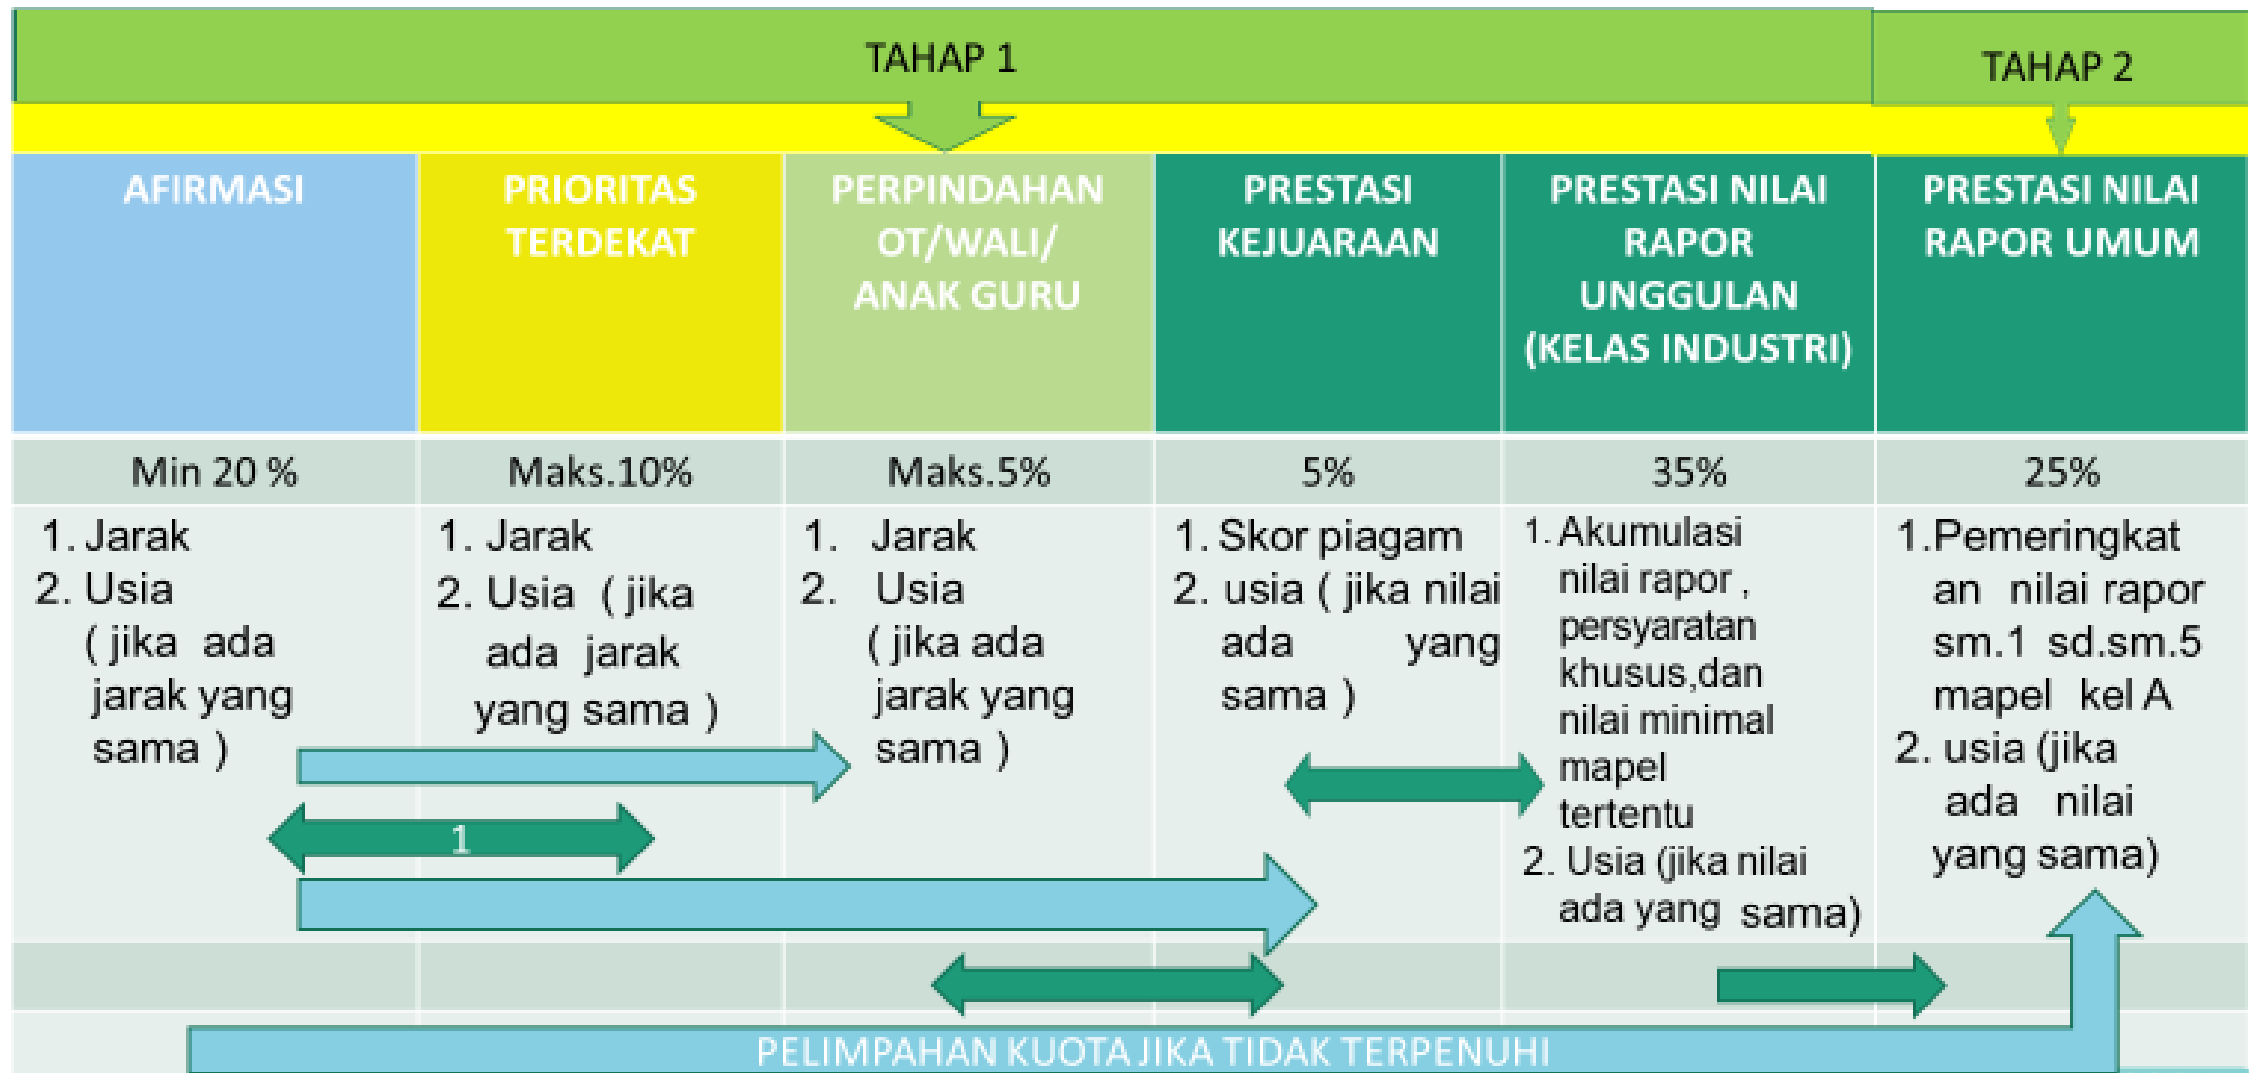 TAHAP 1
TAHAP 2
AFIRMASI
PRIORITAS
TERDEKAT
PERPINDAHAN
OT/WALI/
ANAK GURU
PRESTASI
KEJUARAAN
PRESTASI NILAI
RAPOR
UNGGULAN
(KELAS INDUSTRI)
PRESTASI NILAI
RAPOR UMUM
Min 20 %
Maks.10%
Maks.5%
5%
35%
25%
1. Jarak
2. Usia
( jika ada
jarak yang
sama )
1. Jarak
2. Usia ( jika
ada jarak
yang sama )
1. Jarak
2. Usia
( jika ada
jarak yang
sama )
1. Skor piagam
2. usia ( jika nilai
ada yang
sama )
1. Akumulasi
nilai rapor ,
persyaratan
khusus,dan
nilai minimal
mapel
tertentu
2. Usia (jika nilai
ada yang sama)
1.Pemeringkat
an nilai rapor
sm.1 sd.sm.5
mapel kel A
2. usia (jika
ada nilai
yang sama)
1
PELIMPAHAN KUOTA JIKA TIDAK TERPENUHI